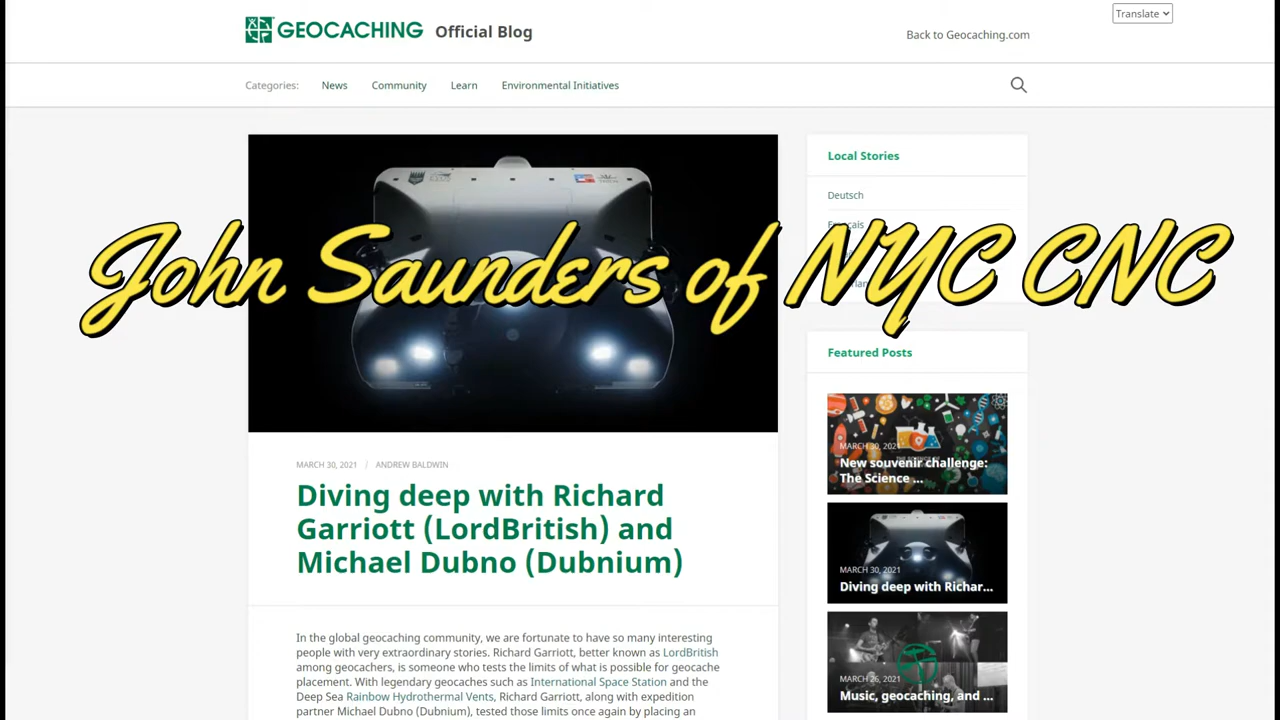 GEOCACHING Official Blog
Translate
Back to Geocaching.com
Categories: News Community Learn Environmental Initiatives
John Saunders of NYC CNC
MARCH 30, 2021 / ANDREW BALDWIN
Diving deep with Richard
Garriott (LordBritish) and
Michael Dubno (Dubnium)
In the global geocaching community, we are fortunate to have so many interesting
people with very extraordinary stories. Richard Garriott, better known as LordBritish
among geocachers, is someone who tests the limits of what is possible for geocache
placement. With legendary geocaches such as International Space Station and the
Deep Sea Rainbow Hydrothermal Vents, Richard Garriott, along with expedition
partner Michael Dubno (Dubnium), tested those limits once again by placing an
Local Stories
Deutsch
Featured Posts
MARCH 30, 2021
New souvenir challenge:
The Science ...
MARCH 30, 2021
Diving deep with Richar...
MARCH 26, 2021
Music, geocaching, and ...